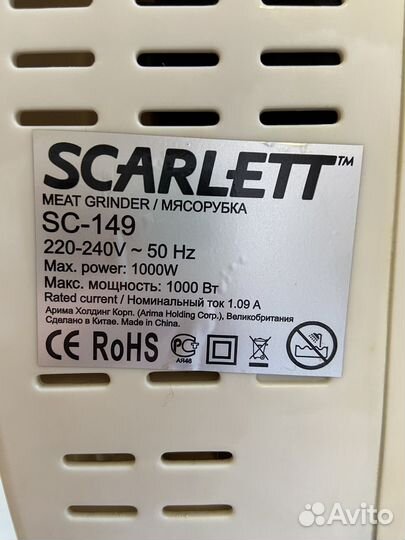 SCARLETT™
MEAT GRINDER / МЯСОРУБКА
SC-149
220-240V ~ 50 Hz
Max. power: 1000W
Макс. мощность: 1000 Вт
Rated current / Номинальный ток 1.09 A
Арима Холдинг Корп. (Arima Holding Corp.), Великобритания
Сделано в Китае. Made in China.
CE RoHS
АЯ46
Avito